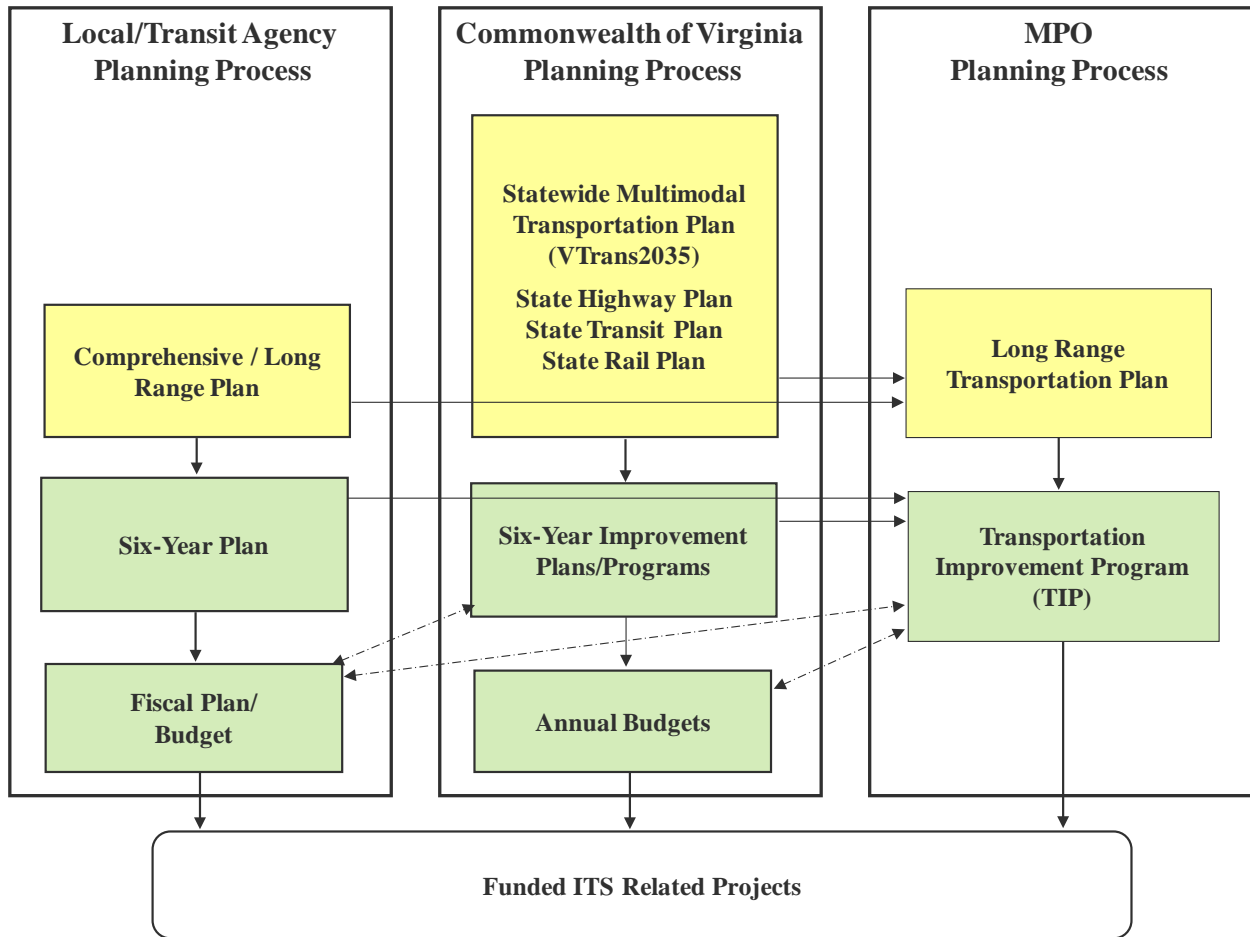 Local/Transit Agency
Planning Process
Commonwealth of Virginia
Planning Process
MPO
Planning Process
Statewide Multimodal
Transportation Plan
(VTrans2035)
State Highway Plan
State Transit Plan
State Rail Plan
Comprehensive / Long
Range Plan
Long Range
Transportation Plan
Six-Year Plan
Six-Year Improvement
Plans/Programs
Transportation
Improvement Program
(TIP)
Fiscal Plan/
Budget
Annual Budgets
Funded ITS Related Projects